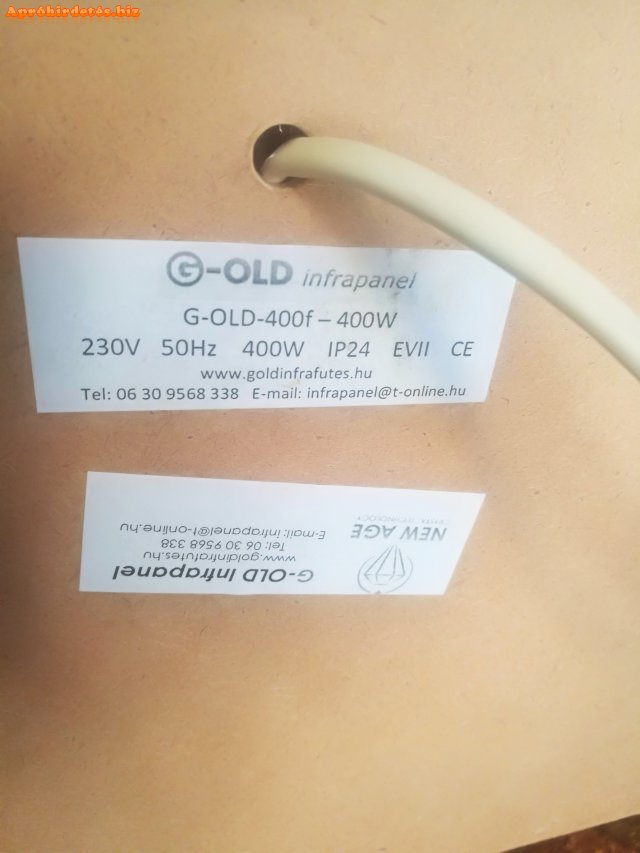 Apróhirdetés.biz
G-OLD infrapanel
G-OLD-400f – 400W
230V 50Hz 400W IP24 EVII CE
www.goldinfrafutes.hu
Tel: 06 30 9568 338 E-mail: infrapanel@t-online.hu
G-OLD Infrapanel
www.goldinfrafutes.hu
Tel: 06 30 9568 338
E-mail: infrapanel@t-online.hu
NEW AGE
TECHNOLOGY